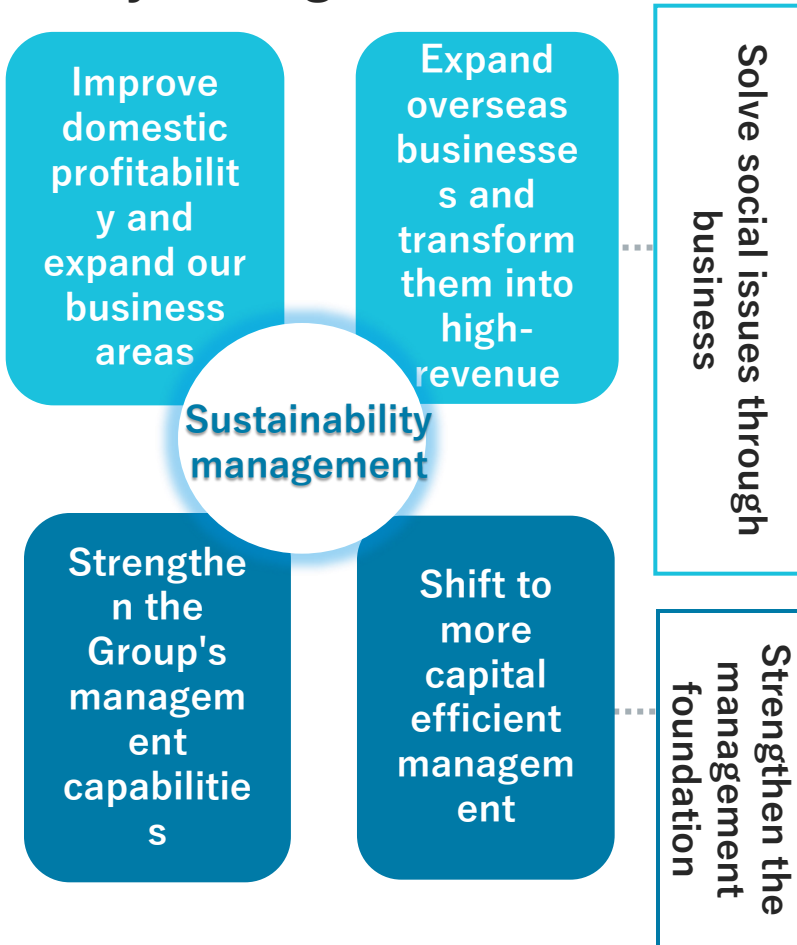 Improve
domestic
profitabilit
y and
expand our
business
areas
Expand
overseas
businesse
s and
transform
them into
high-
revenue
Solve social issues through
business
Sustainability
management
Strengthe
n the
Group's
managem
ent
capabilitie
s
Shift to
more
capital
efficient
managem
ent
Strengthen the
management
foundation